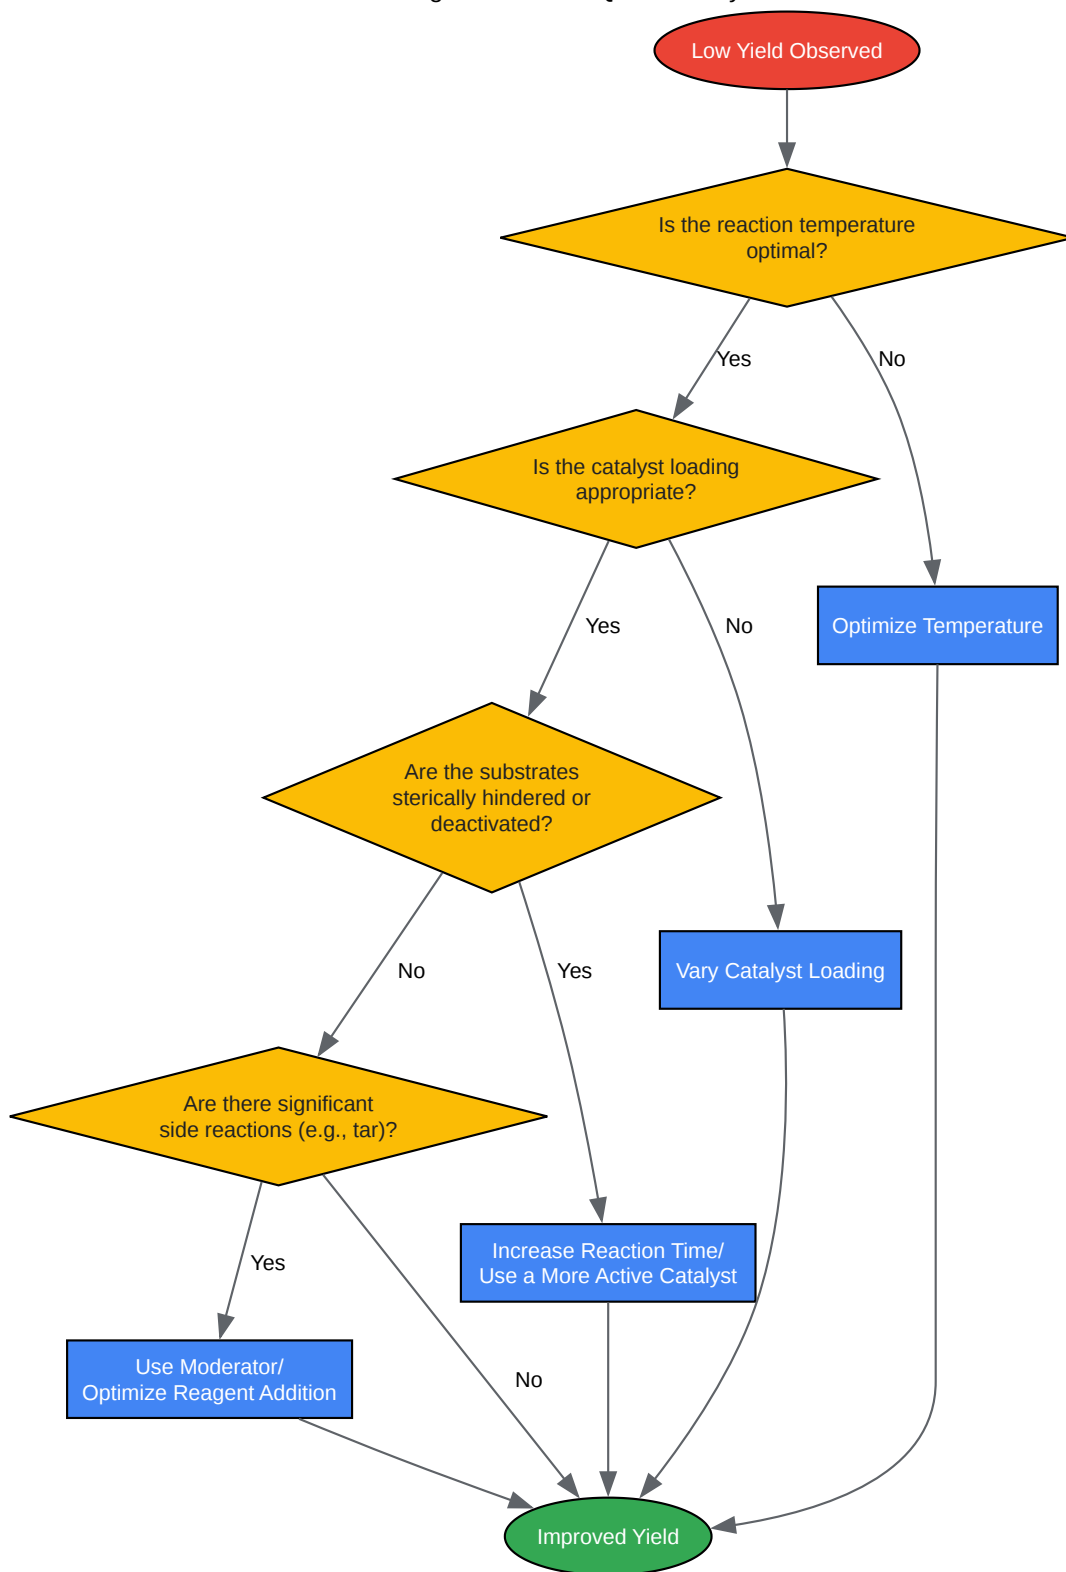 Low Yield Observed
Is the reaction temperature
optimal?
Yes
No
Is the catalyst loading
appropriate?
Yes
No
Optimize Temperature
Are the substrates
sterically hindered or
deactivated?
No
Yes
Vary Catalyst Loading
Are there significant
side reactions (e.g., tar)?
Yes
Increase Reaction Time/
Use a More Active Catalyst
Use Moderator/
Optimize Reagent Addition
No
Improved Yield